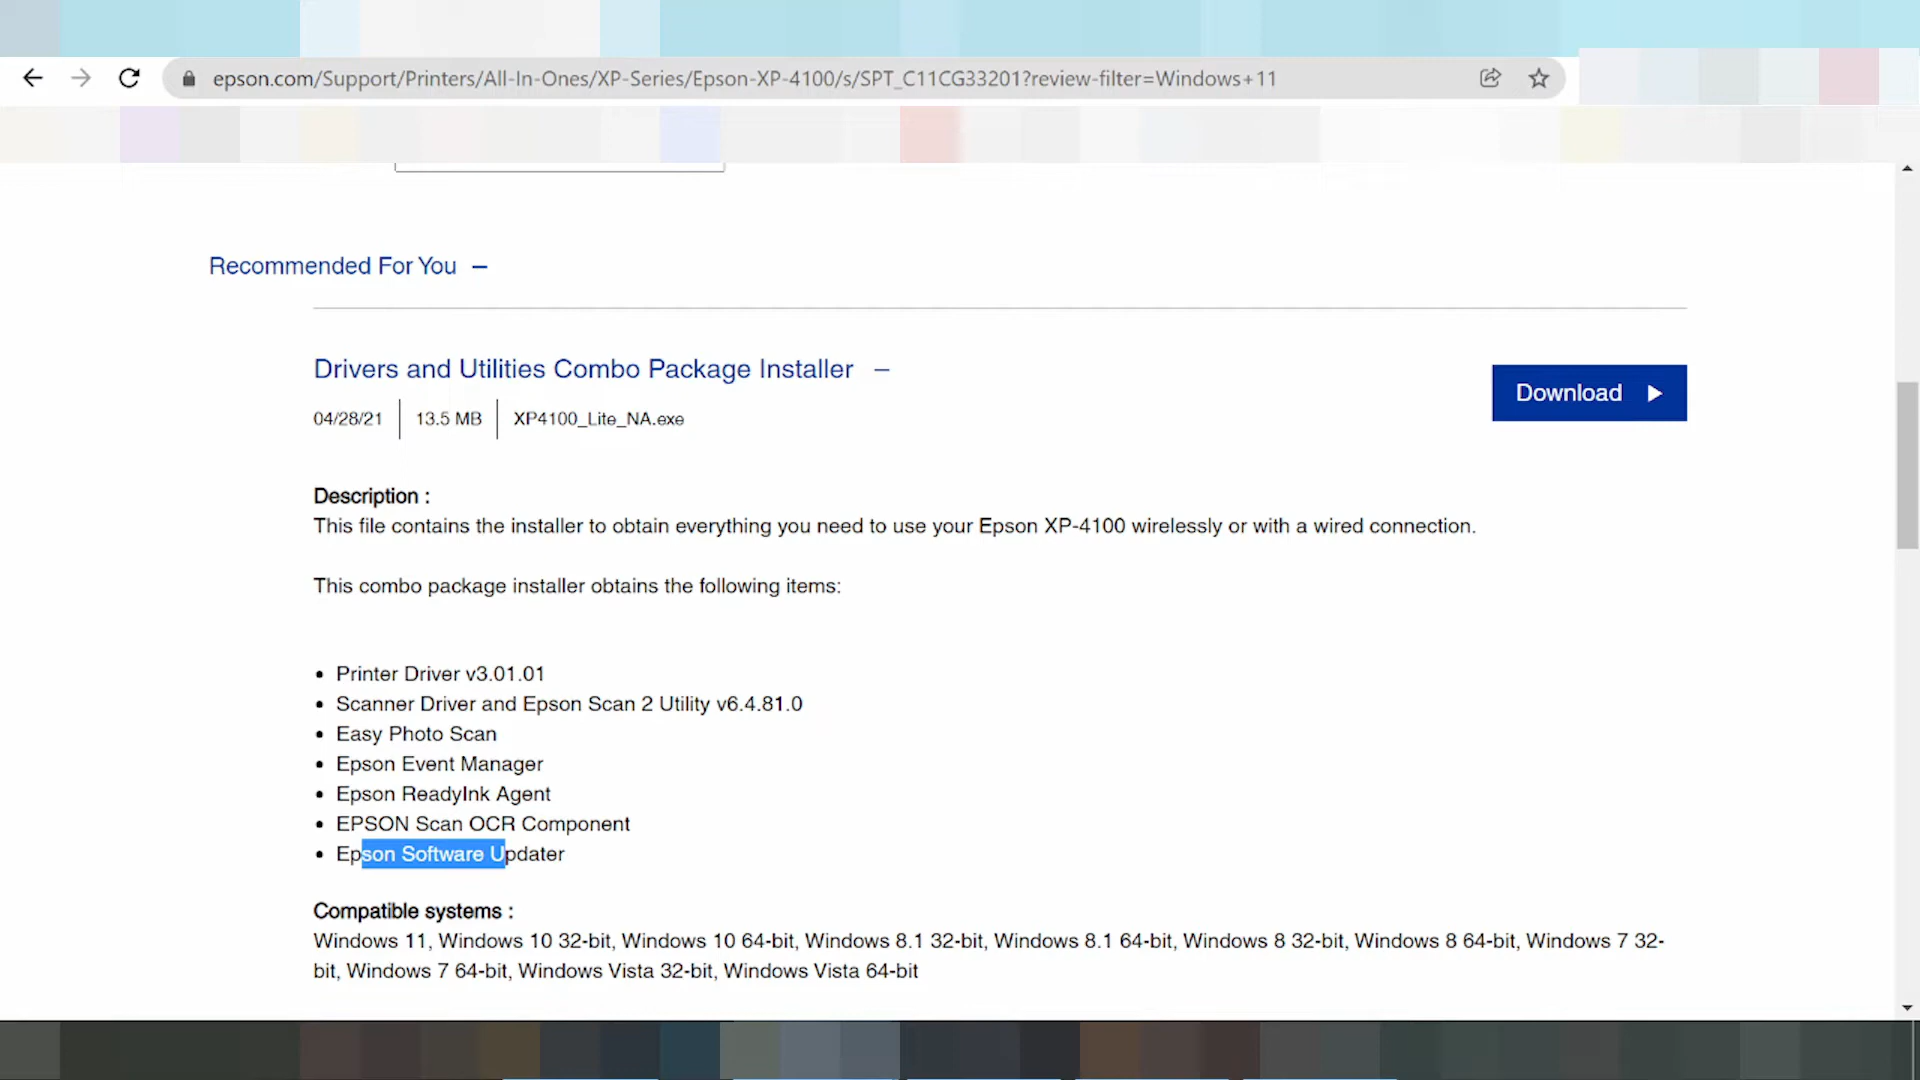 epson.com/Support/Printers/All-In-Ones/XP-Series/Epson-XP-4100/s/SPT_C11CG33201?review-filter=Windows+11
Recommended For You –
Drivers and Utilities Combo Package Installer –
Download
04/28/21 | 13.5 MB | XP4100_Lite_NA.exe
Description :
This file contains the installer to obtain everything you need to use your Epson XP-4100 wirelessly or with a wired connection.
This combo package installer obtains the following items:
• Printer Driver v3.01.01
• Scanner Driver and Epson Scan 2 Utility v6.4.81.0
• Easy Photo Scan
• Epson Event Manager
• Epson ReadyInk Agent
• EPSON Scan OCR Component
• Epson Software Updater
Compatible systems :
Windows 11, Windows 10 32-bit, Windows 10 64-bit, Windows 8.1 32-bit, Windows 8.1 64-bit, Windows 8 32-bit, Windows 8 64-bit, Windows 7 32-
bit, Windows 7 64-bit, Windows Vista 32-bit, Windows Vista 64-bit